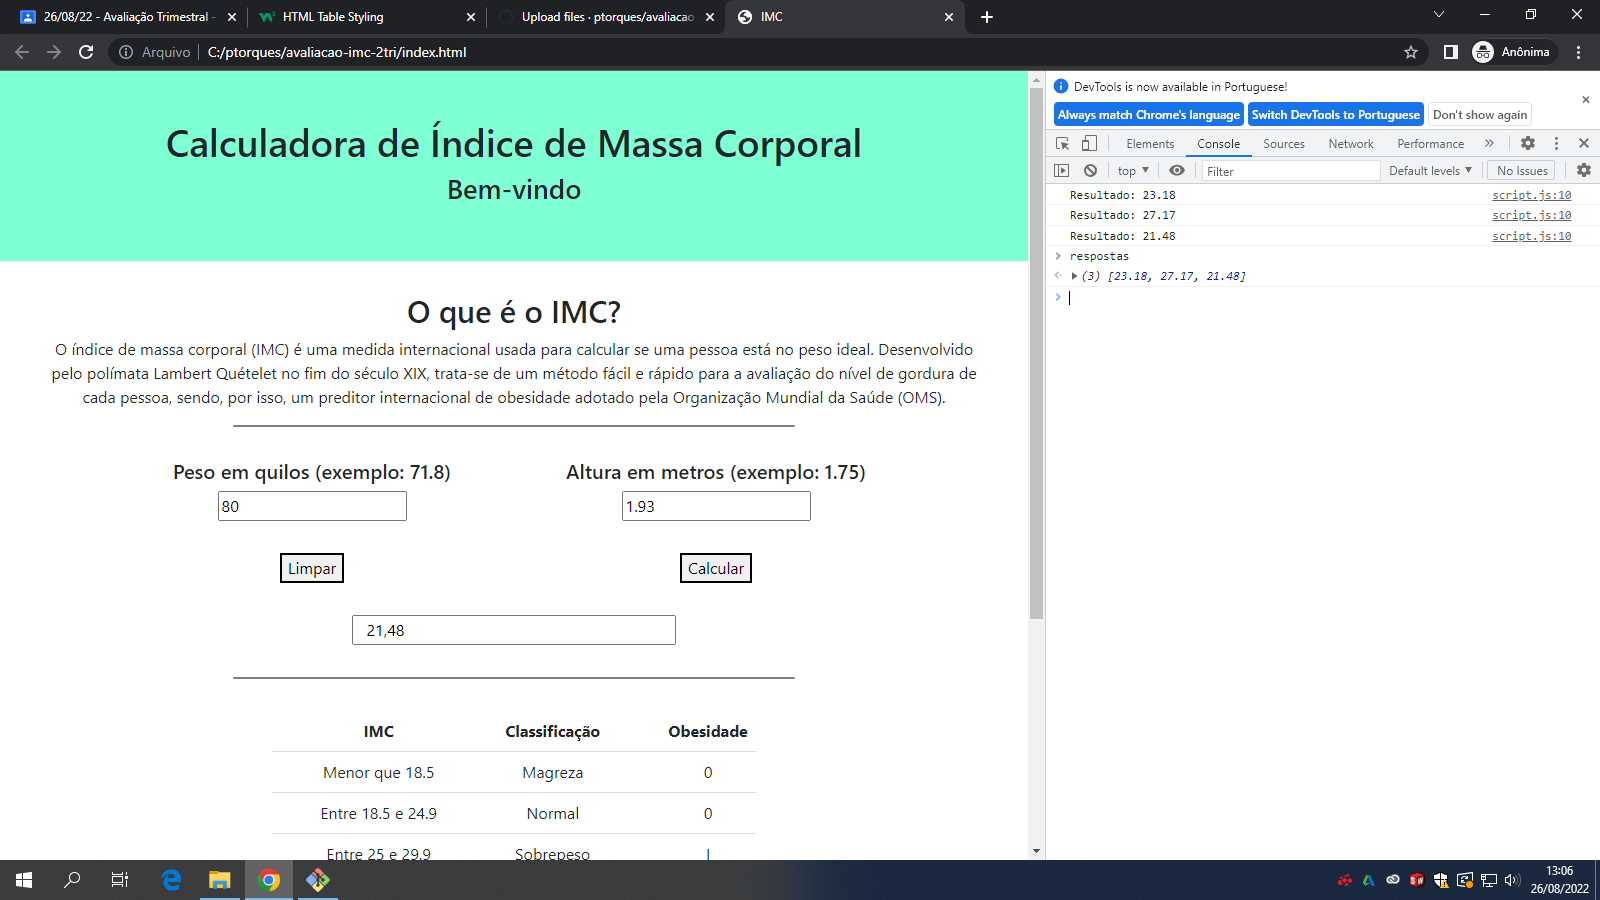 26/08/22 - Avaliação Trimestral -
HTML Table Styling
Upload files · ptorques/avaliacao
IMC
Arquivo
C:/ptorques/avaliacao-imc-2tri/index.html
Anônima
Calculadora de Índice de Massa Corporal
Bem-vindo
O que é o IMC?
O índice de massa corporal (IMC) é uma medida internacional usada para calcular se uma pessoa está no peso ideal. Desenvolvido
pelo polímata Lambert Quételet no fim do século XIX, trata-se de um método fácil e rápido para a avaliação do nível de gordura de
cada pessoa, sendo, por isso, um preditor internacional de obesidade adotado pela Organização Mundial da Saúde (OMS).
Peso em quilos (exemplo: 71.8)
Altura em metros (exemplo: 1.75)
80
1.93
Limpar
Calcular
21,48
IMC Classificação Obesidade
Menor que 18.5 Magreza 0
Entre 18.5 e 24.9 Normal 0
Entre 25 e 29.9 Sobrepeso I
DevTools is now available in Portuguese!
Always match Chrome's language
Switch DevTools to Portuguese
Don't show again
Elements Console Sources Network Performance
top
Filter
Default levels
No Issues
Resultado: 23.18 script.js:10
Resultado: 27.17 script.js:10
Resultado: 21.48 script.js:10
respostas
(3) [23.18, 27.17, 21.48]
13:06
26/08/2022